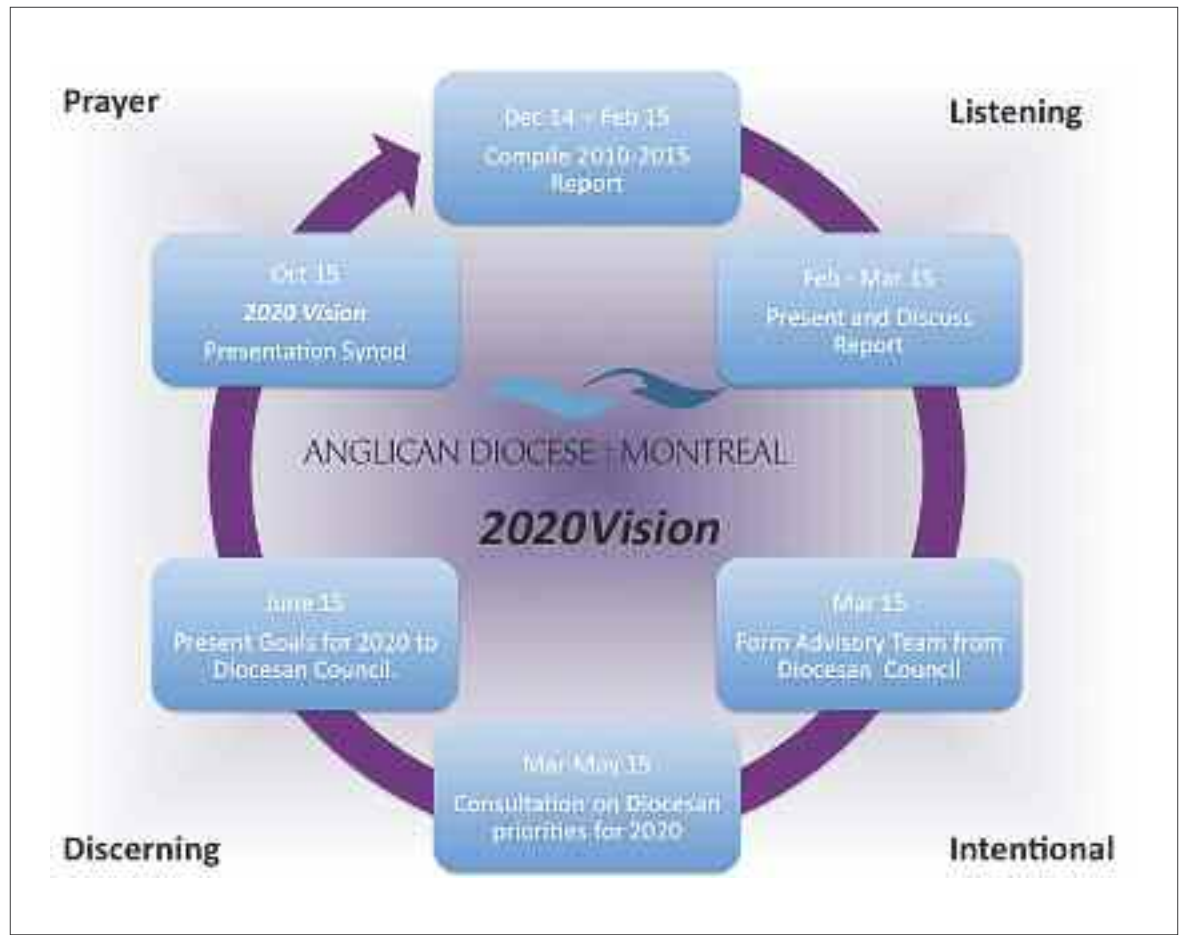 Prayer
Listening
Dec 14 – Feb 15
Compile 2010-2015
Report
Feb - Mar 15
Present and Discuss
Report
Mar 15
Form Advisory Team from
Diocesan Council
Mar-May 15
Consultation on Diocesan
priorities for 2020
June 15
Present Goals for 2020 to
Diocesan Council.
Oct 15
2020 Vision
Presentation Synod
ANGLICAN DIOCESE MONTREAL
2020Vision
Discerning
Intentional